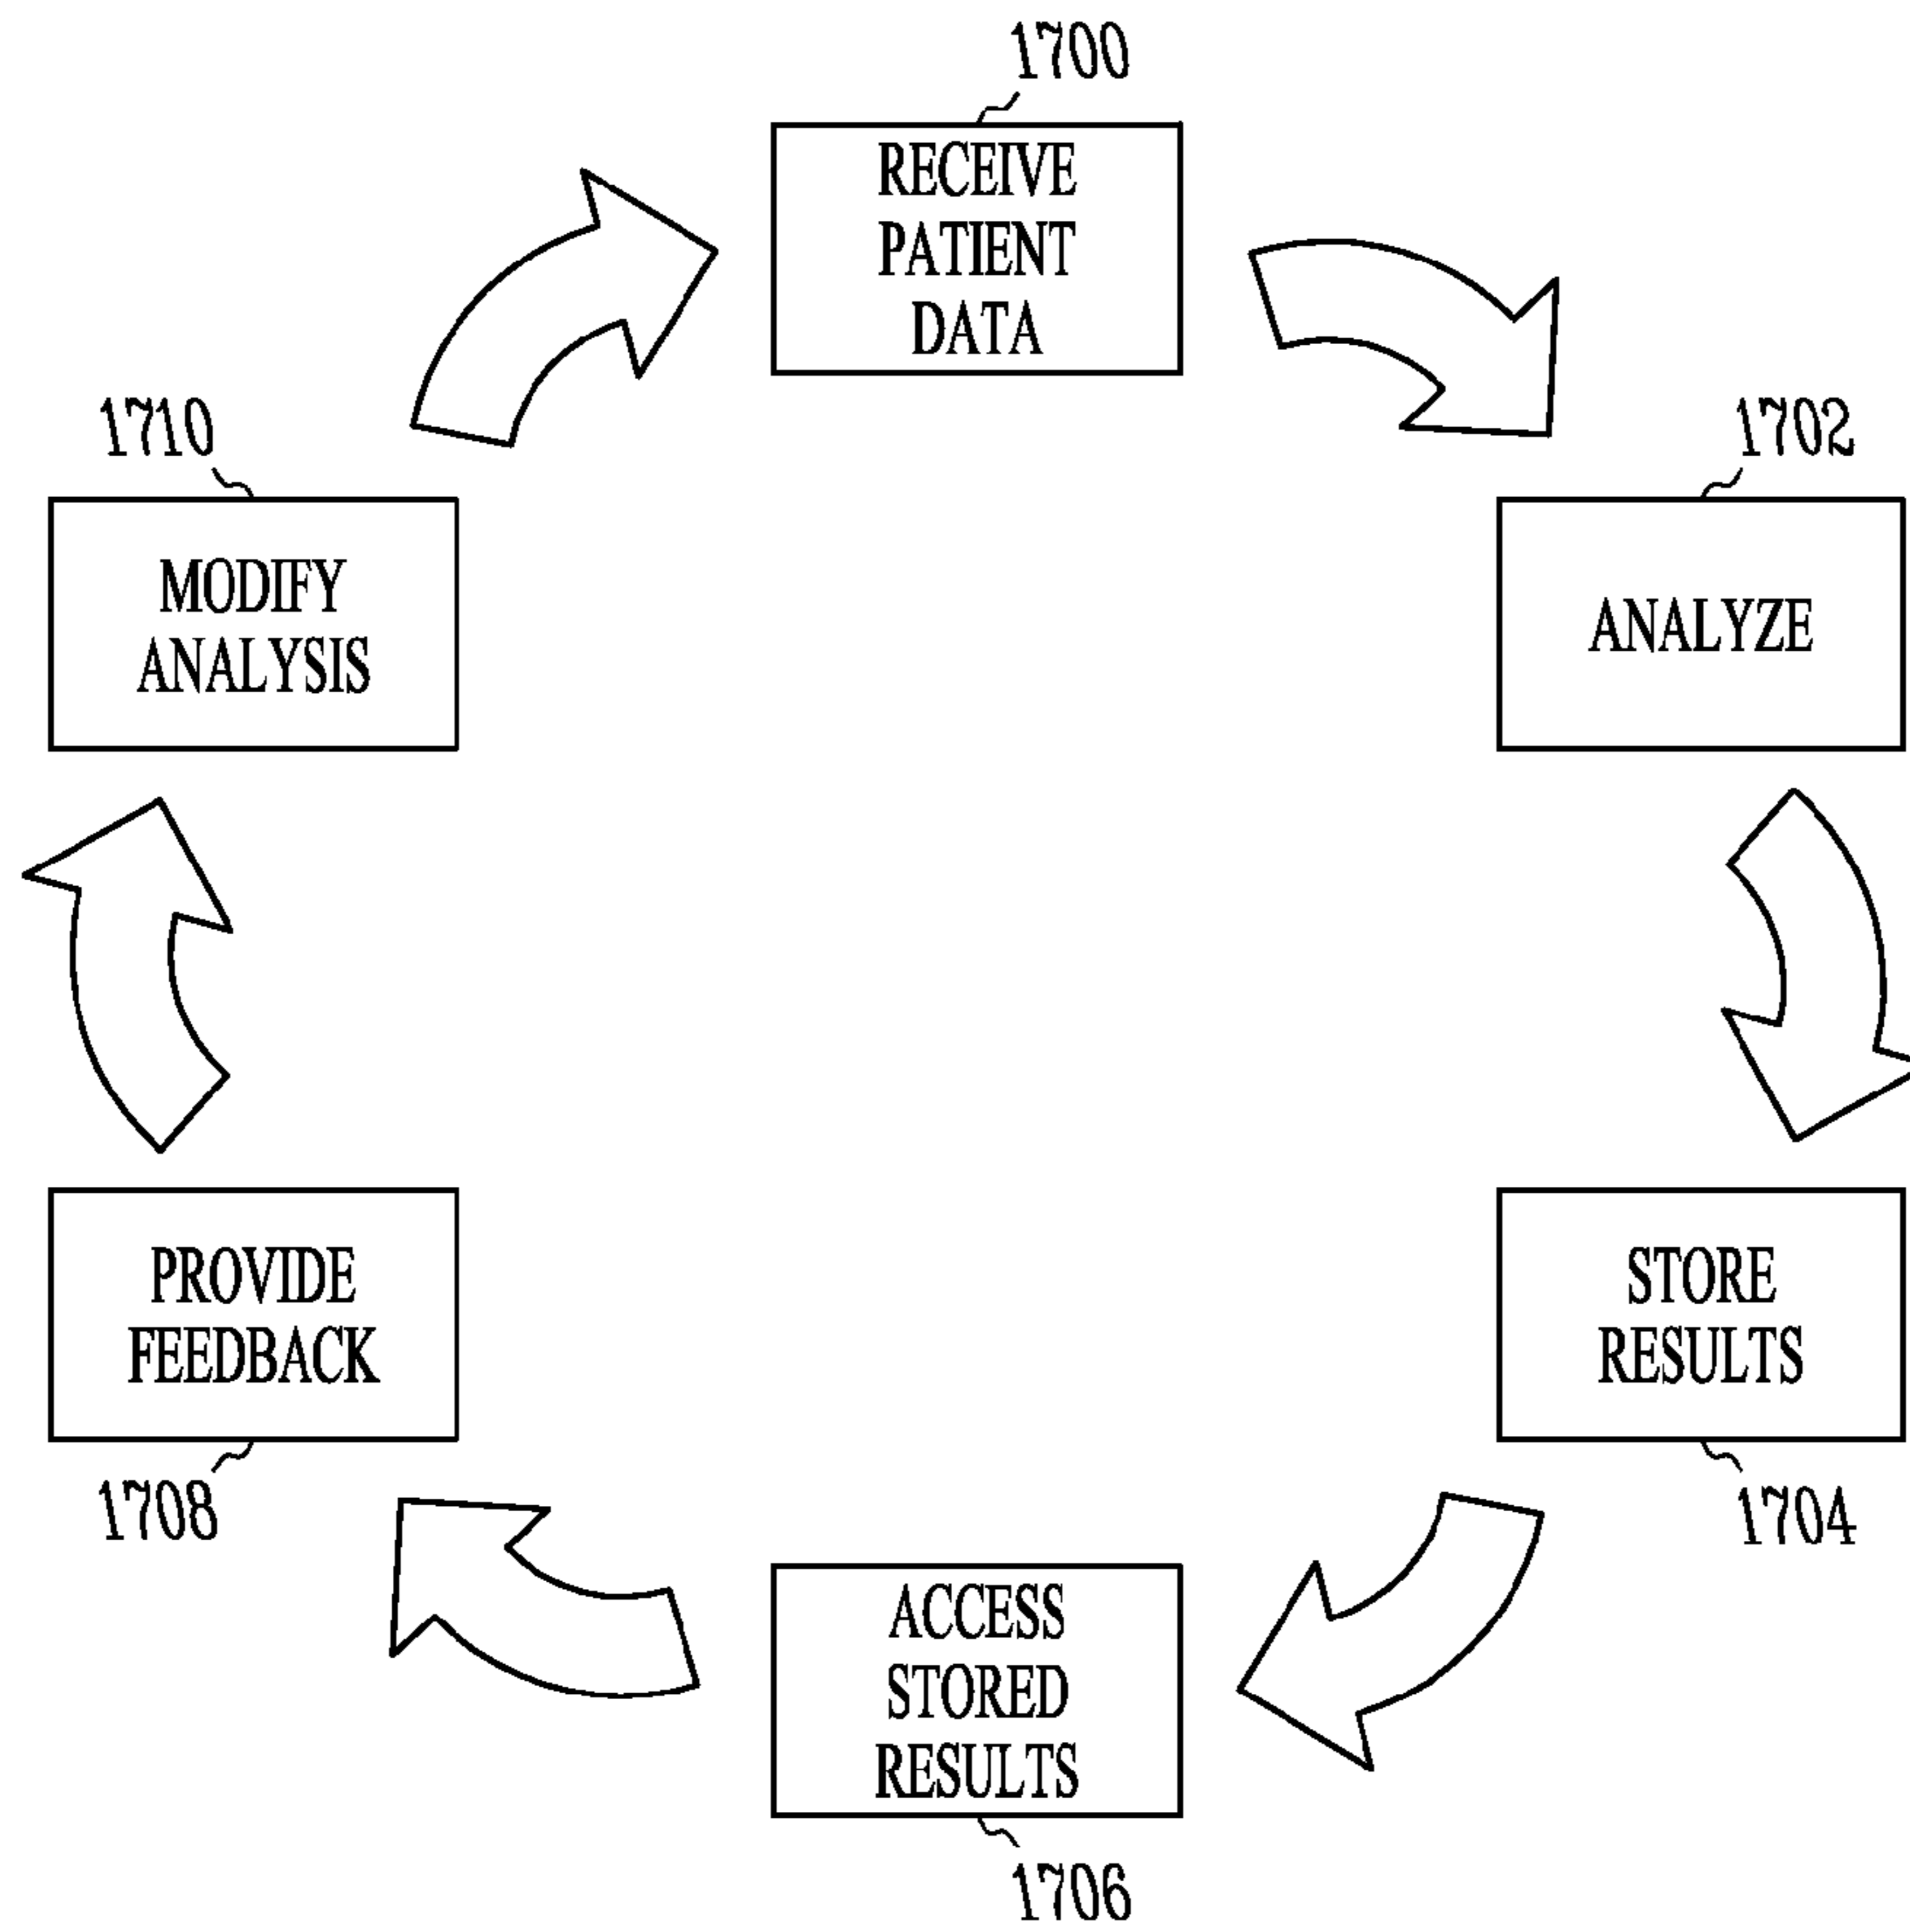 1700
RECEIVE
PATIENT
DATA
1710
MODIFY
ANALYSIS
1702
ANALYZE
PROVIDE
FEEDBACK
1708
STORE
RESULTS
1704
ACCESS
STORED
RESULTS
1706